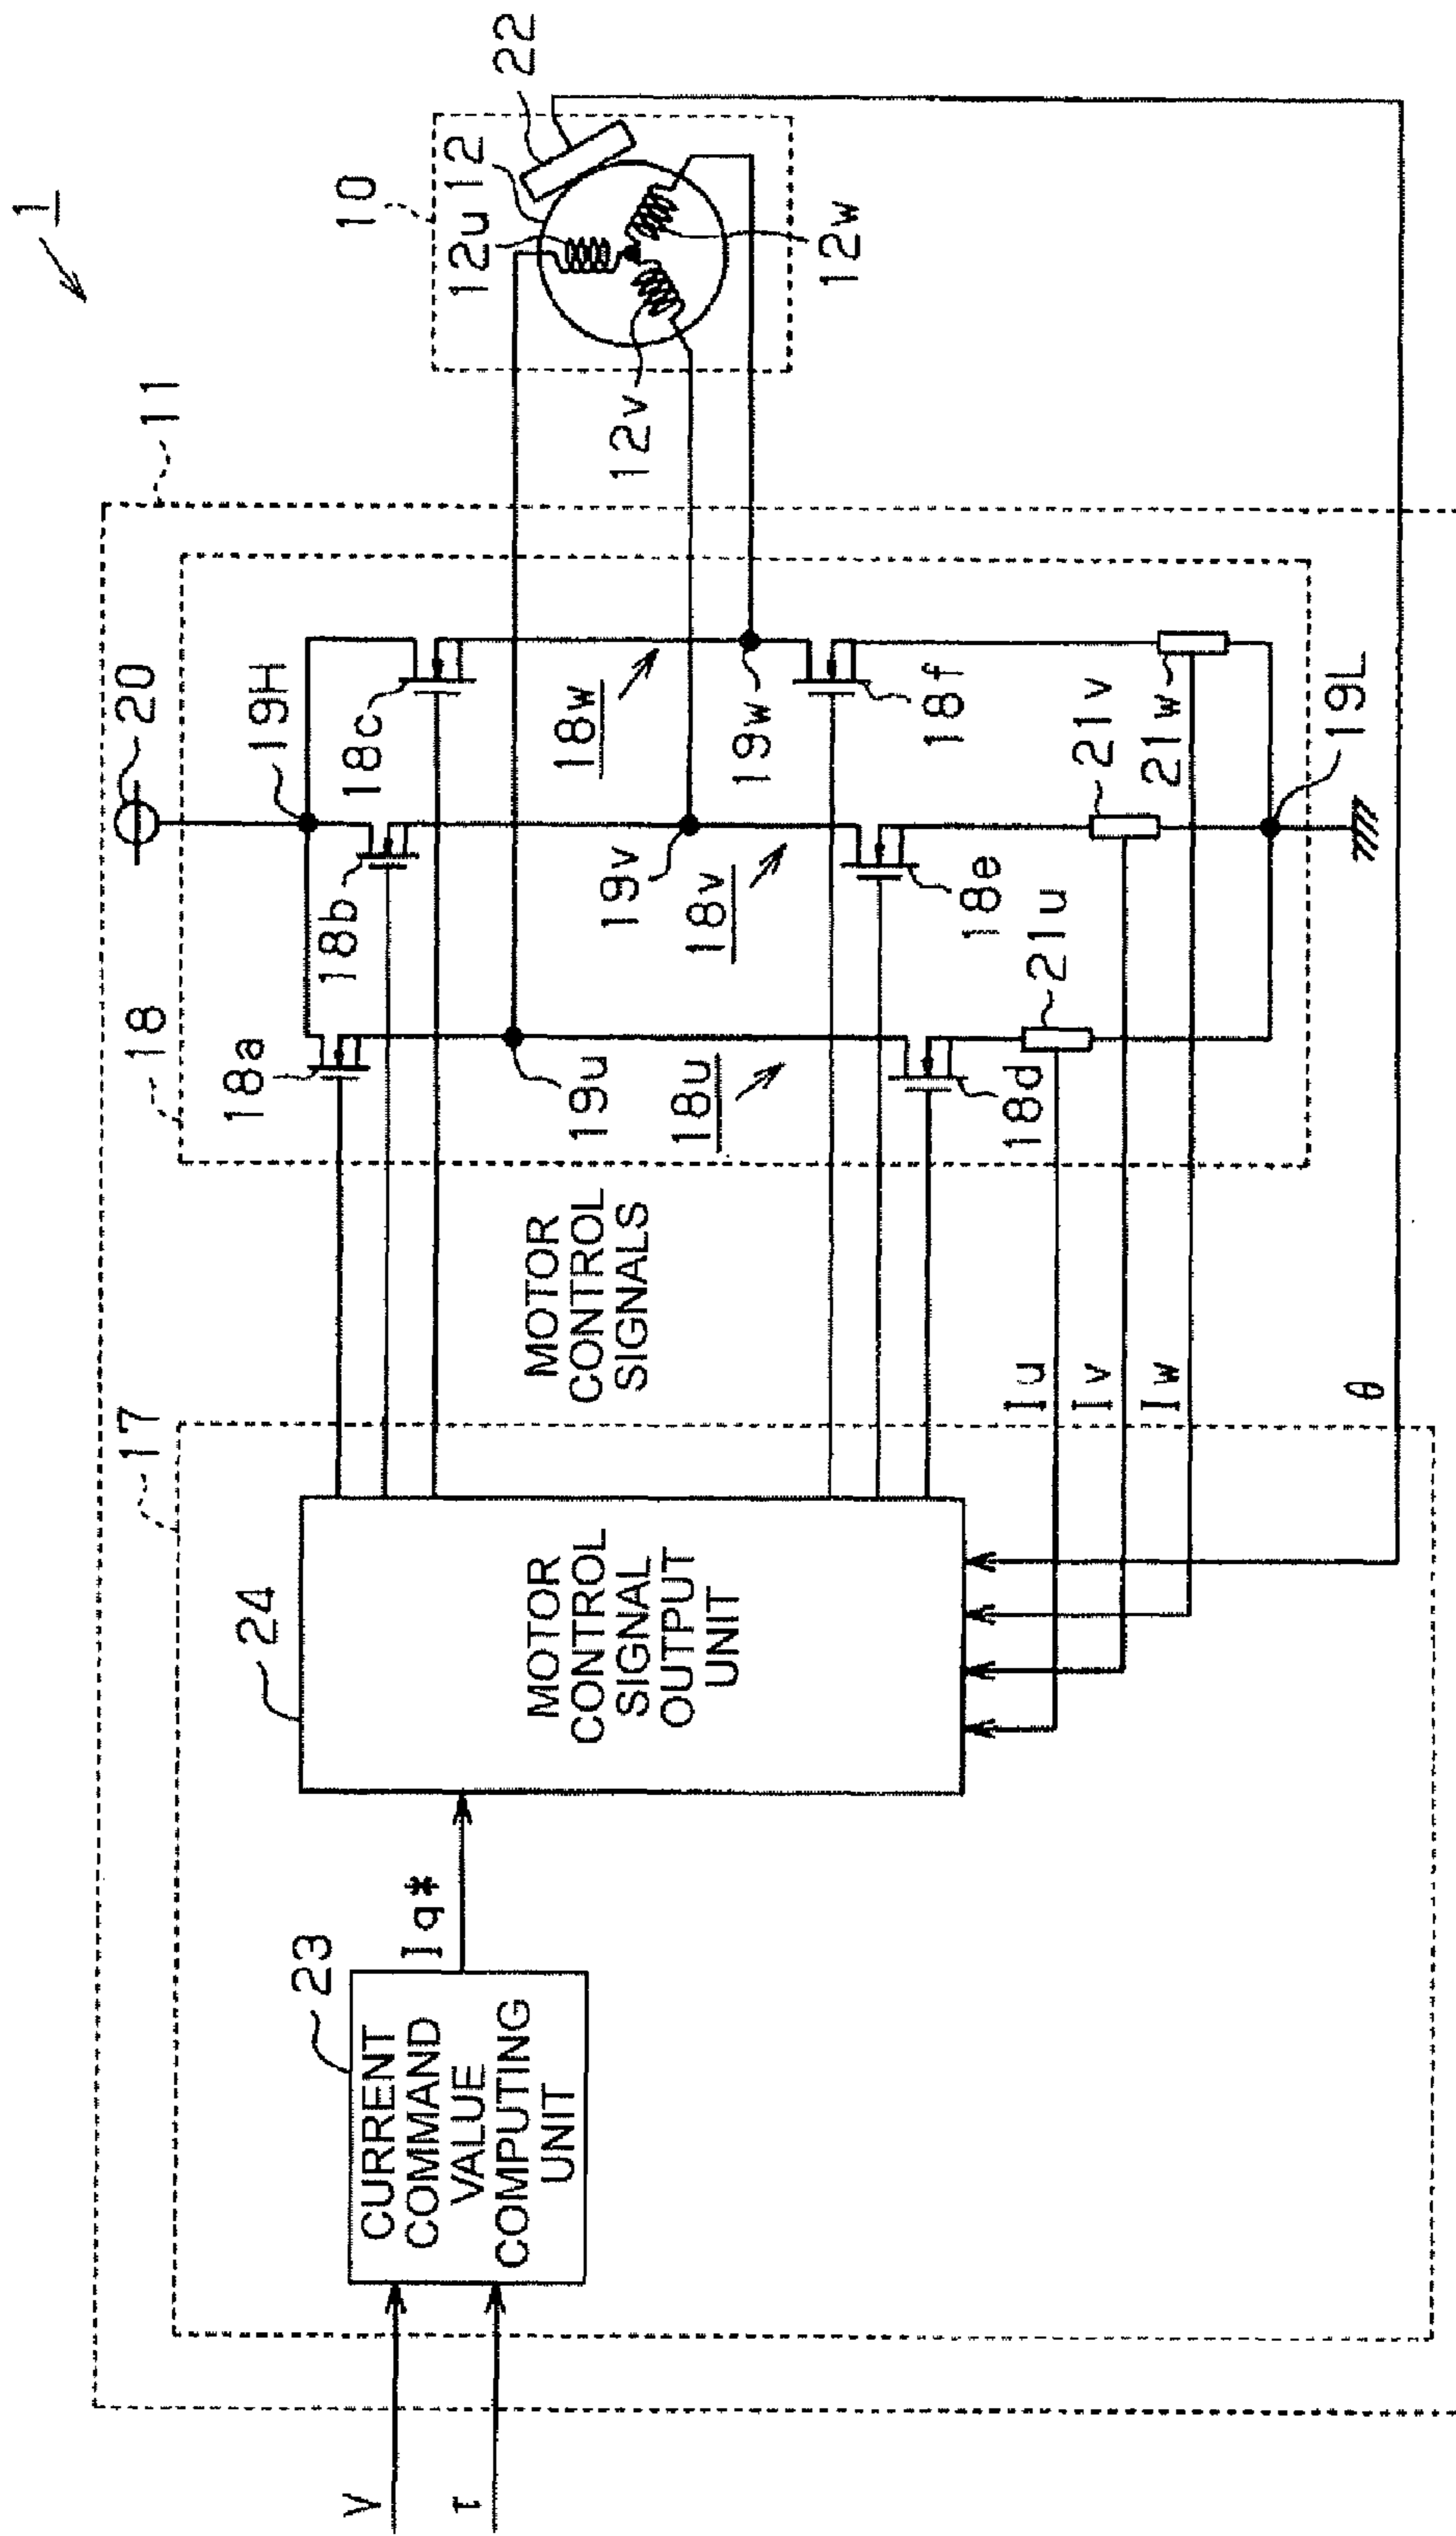 1
11
17
18
20
19H
10
22
12
12u
12v
12w
18a
18b
18c
19u
19v
19w
18u
18v
18w
18d
18e
18f
21u
21v
21w
19L
MOTOR
CONTROL
SIGNALS
24
MOTOR
CONTROL
SIGNAL
OUTPUT
UNIT
23
CURRENT
COMMAND
VALUE
COMPUTING
UNIT
Iq*
V
τ
Iu
Iv
Iw
θ